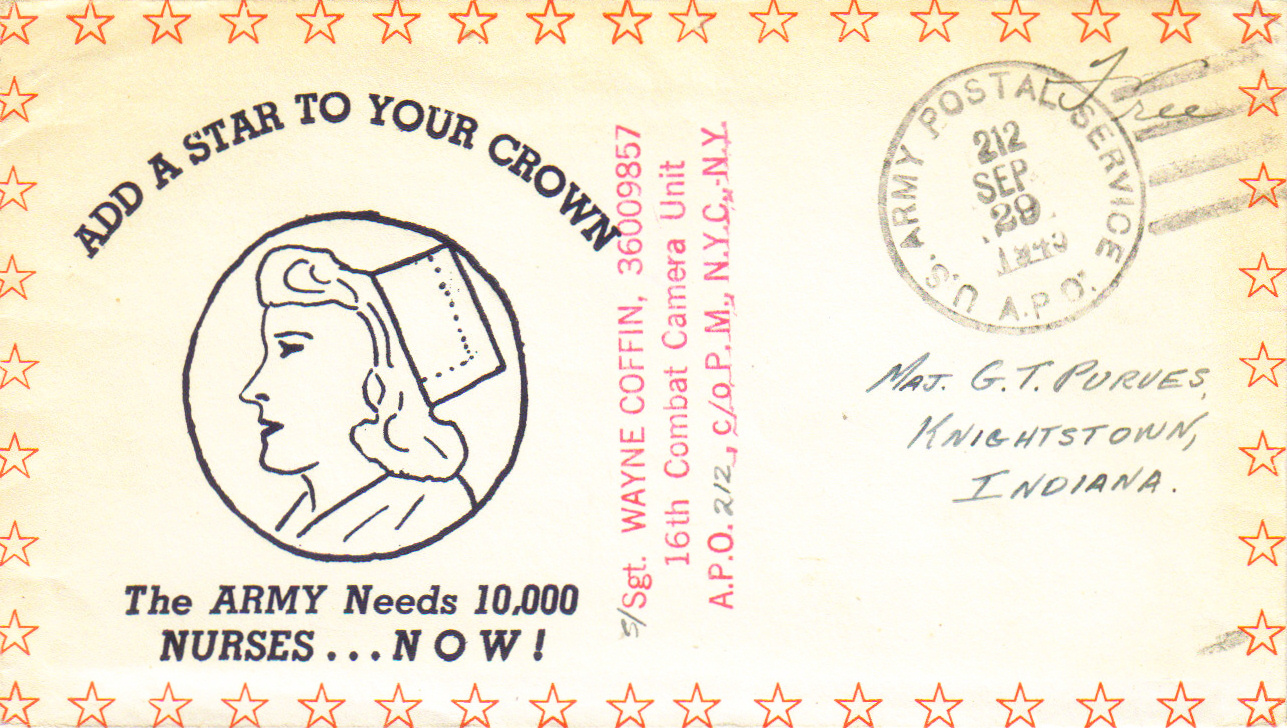 ADD A STAR TO YOUR CROWN
The ARMY Needs 10,000
NURSES...NOW!
S/Sgt. WAYNE COFFIN, 36009857
16th Combat Camera Unit
A.P.O. 212, c/o P.M., N.Y.C., N.Y.
U.S. ARMY POSTAL SERVICE
A.P.O.
212
SEP
29
Free
MAJ. G.T. PURVES,
KNIGHTSTOWN,
INDIANA.